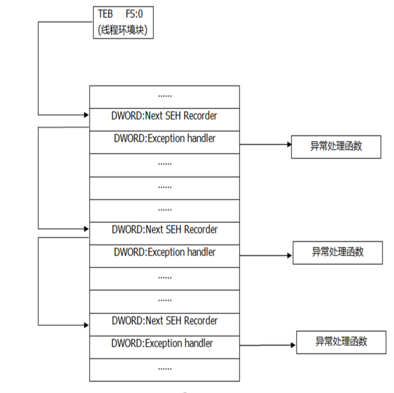 TEB FS:0
(线程环境块)
......
DWORD:Next SEH Recorder
DWORD:Exception handler
异常处理函数
......
......
......
DWORD:Next SEH Recorder
DWORD:Exception handler
异常处理函数
......
......
DWORD:Next SEH Recorder
DWORD:Exception handler
异常处理函数
......